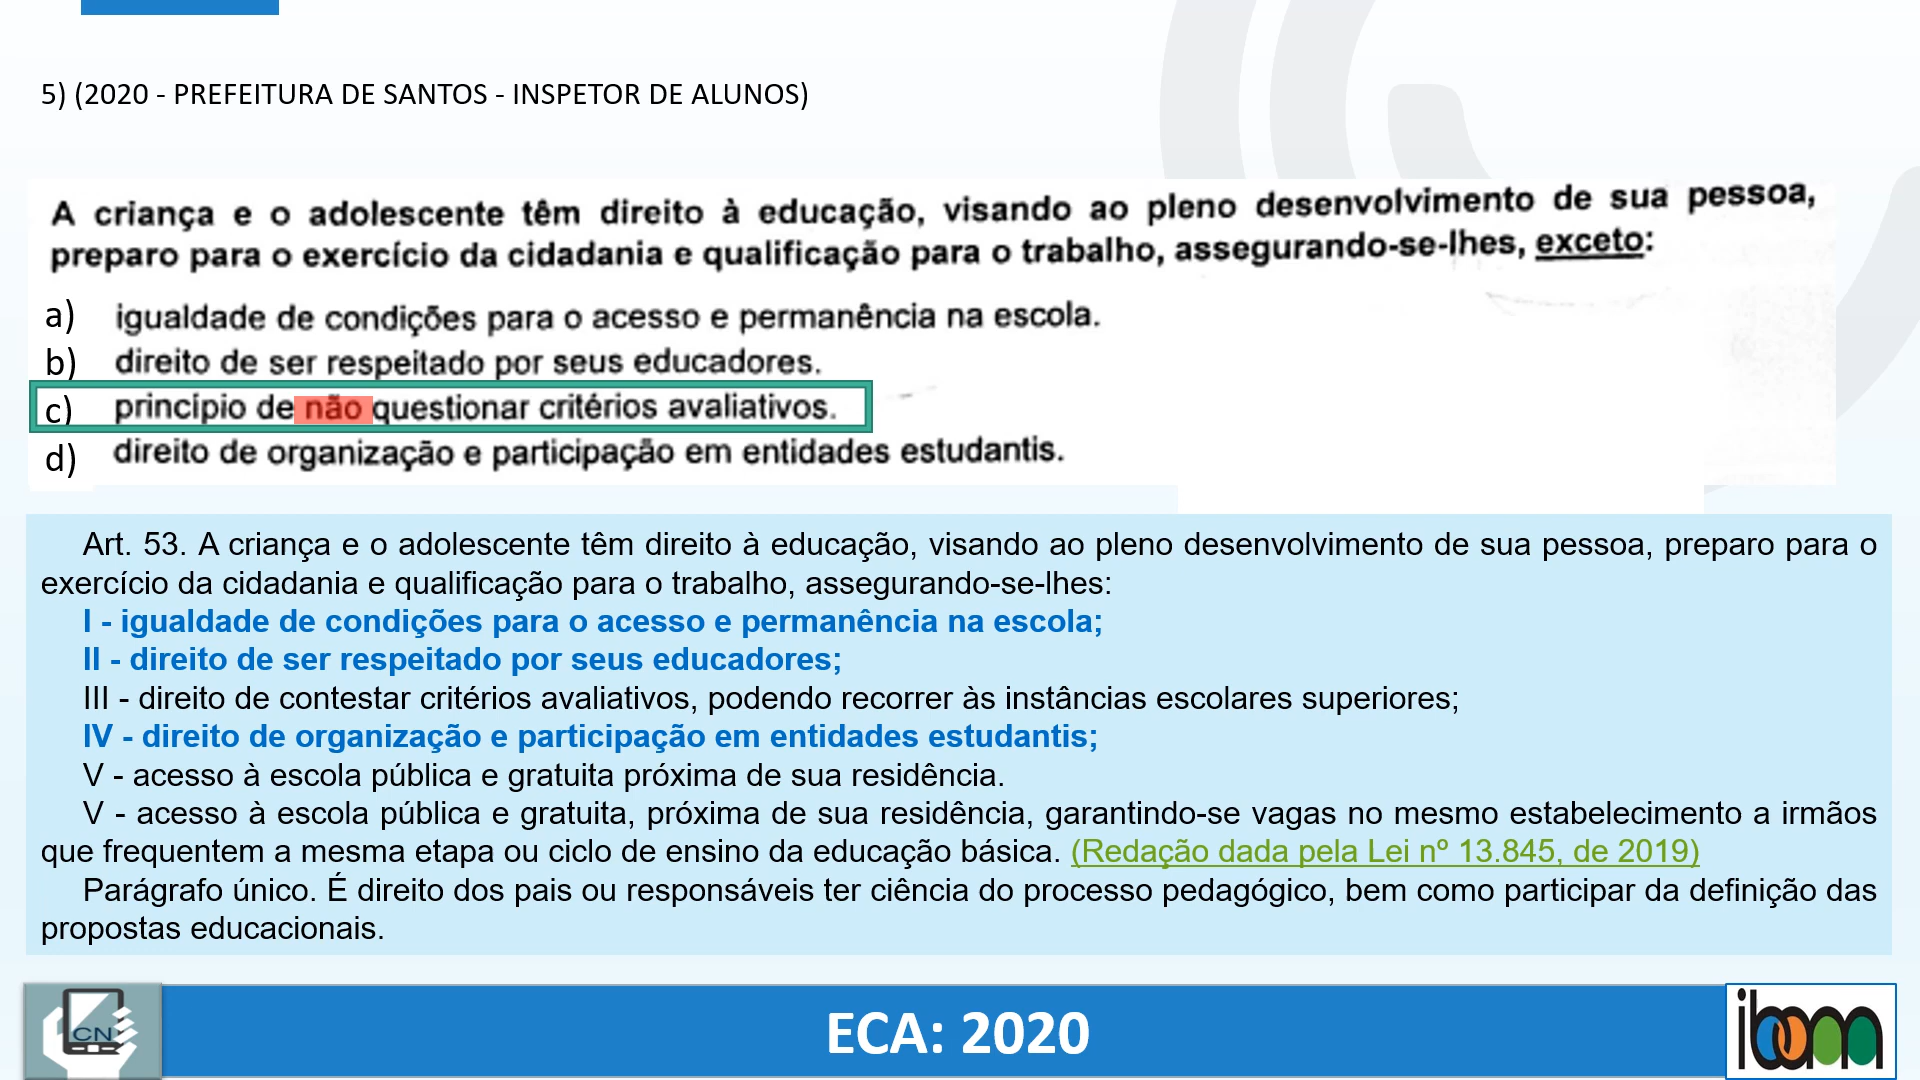 5) (2020 - PREFEITURA DE SANTOS - INSPETOR DE ALUNOS)
A criança e o adolescente têm direito à educação, visando ao pleno desenvolvimento de sua pessoa,
preparo para o exercício da cidadania e qualificação para o trabalho, assegurando-se-lhes, exceto:
a) igualdade de condições para o acesso e permanência na escola.
b) direito de ser respeitado por seus educadores.
c) princípio de não questionar critérios avaliativos.
d) direito de organização e participação em entidades estudantis.
Art. 53. A criança e o adolescente têm direito à educação, visando ao pleno desenvolvimento de sua pessoa, preparo para o
exercício da cidadania e qualificação para o trabalho, assegurando-se-lhes:
I - igualdade de condições para o acesso e permanência na escola;
II - direito de ser respeitado por seus educadores;
III - direito de contestar critérios avaliativos, podendo recorrer às instâncias escolares superiores;
IV - direito de organização e participação em entidades estudantis;
V - acesso à escola pública e gratuita próxima de sua residência.
V - acesso à escola pública e gratuita, próxima de sua residência, garantindo-se vagas no mesmo estabelecimento a irmãos
que frequentem a mesma etapa ou ciclo de ensino da educação básica. (Redação dada pela Lei nº 13.845, de 2019)
Parágrafo único. É direito dos pais ou responsáveis ter ciência do processo pedagógico, bem como participar da definição das
propostas educacionais.
CN
ECA: 2020
ibam